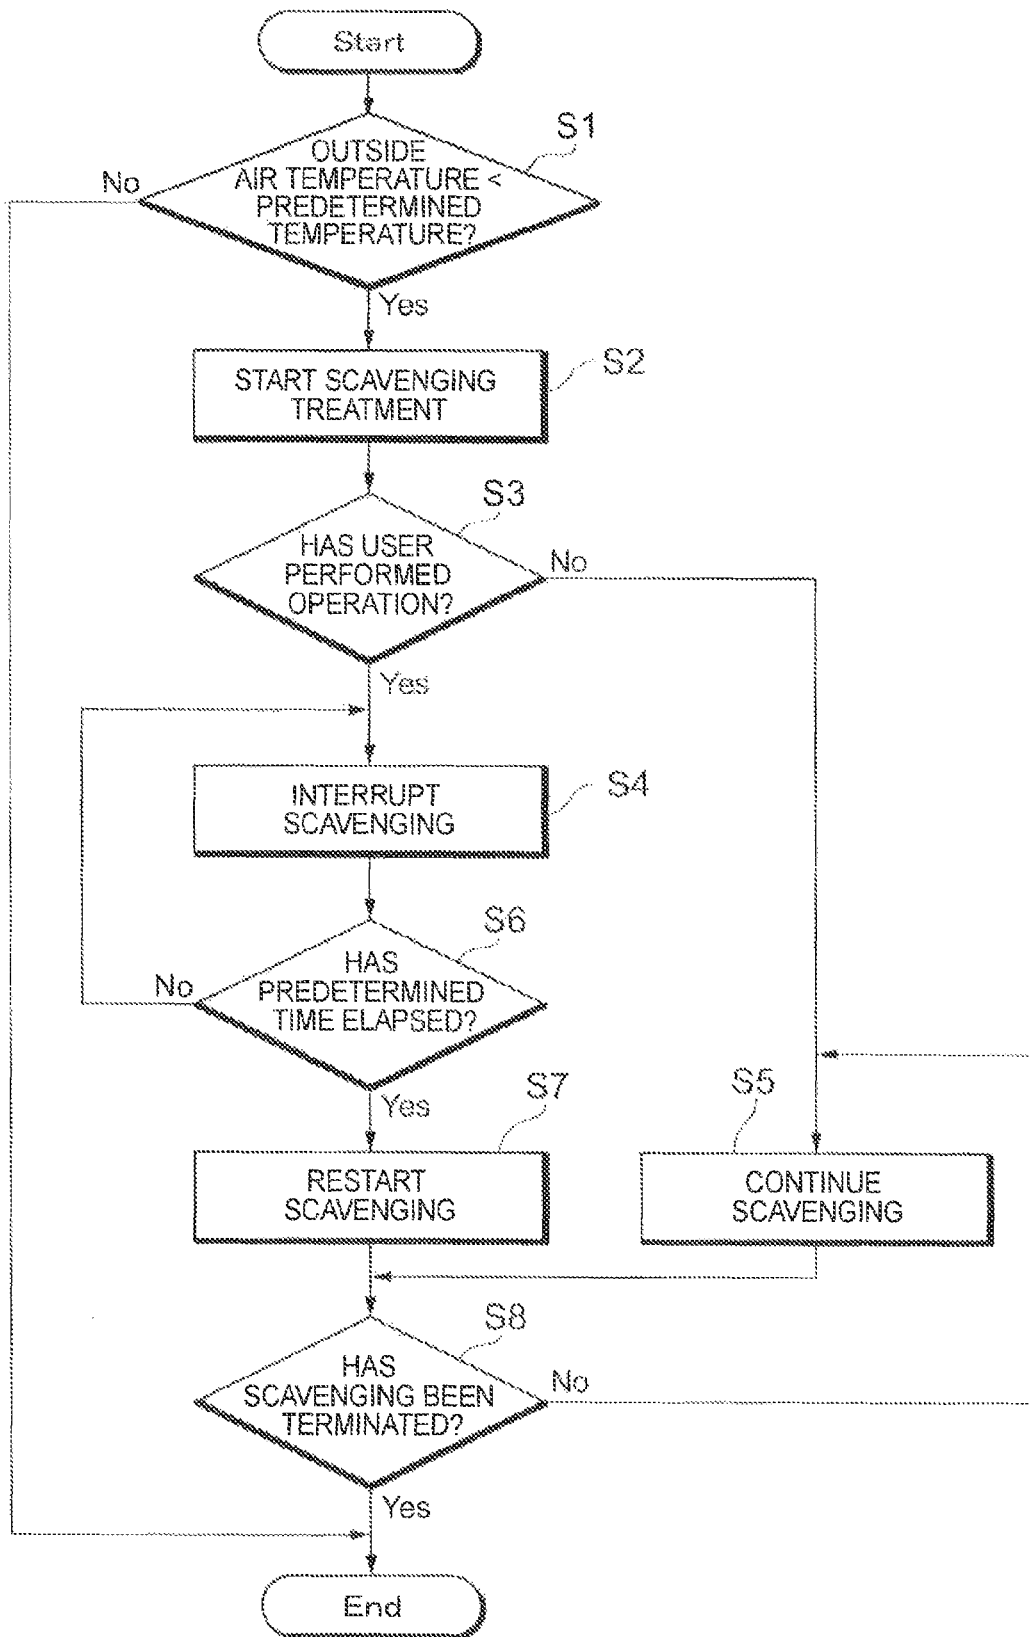 Start
S1
OUTSIDE
AIR TEMPERATURE <
PREDETERMINED
TEMPERATURE?
No
Yes
S2
START SCAVENGING
TREATMENT
S3
HAS USER
PERFORMED
OPERATION?
No
Yes
S4
INTERRUPT
SCAVENGING
S6
HAS
PREDETERMINED
TIME ELAPSED?
No
Yes
S7
RESTART
SCAVENGING
S5
CONTINUE
SCAVENGING
S8
HAS
SCAVENGING BEEN
TERMINATED?
No
Yes
End